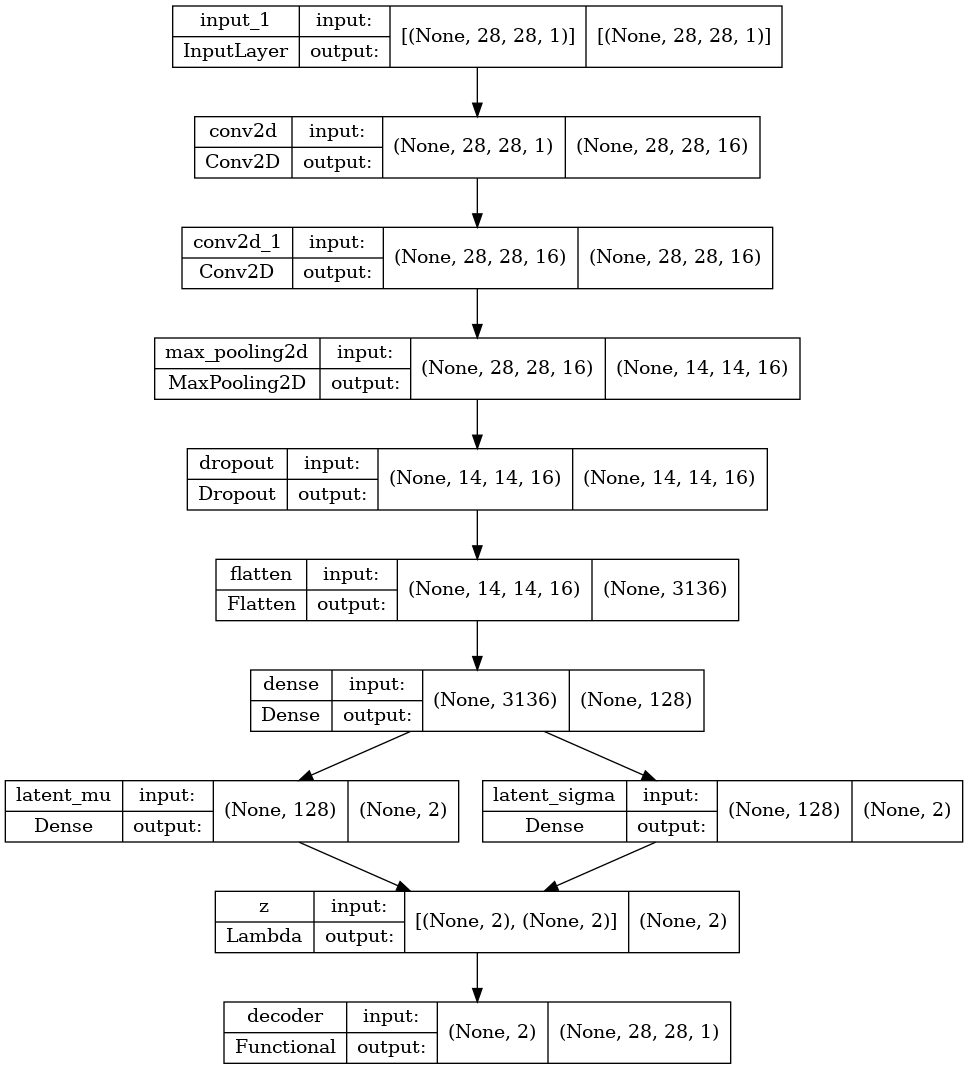 input_1 input: [(None, 28, 28, 1)] [(None, 28, 28, 1)]
InputLayer output:
conv2d input: (None, 28, 28, 1) (None, 28, 28, 16)
Conv2D output:
conv2d_1 input: (None, 28, 28, 16) (None, 28, 28, 16)
Conv2D output:
max_pooling2d input: (None, 28, 28, 16) (None, 14, 14, 16)
MaxPooling2D output:
dropout input: (None, 14, 14, 16) (None, 14, 14, 16)
Dropout output:
flatten input: (None, 14, 14, 16) (None, 3136)
Flatten output:
dense input: (None, 3136) (None, 128)
Dense output:
latent_mu input: (None, 128) (None, 2)
Dense output:
latent_sigma input: (None, 128) (None, 2)
Dense output:
z input: [(None, 2), (None, 2)] (None, 2)
Lambda output:
decoder input: (None, 2) (None, 28, 28, 1)
Functional output: